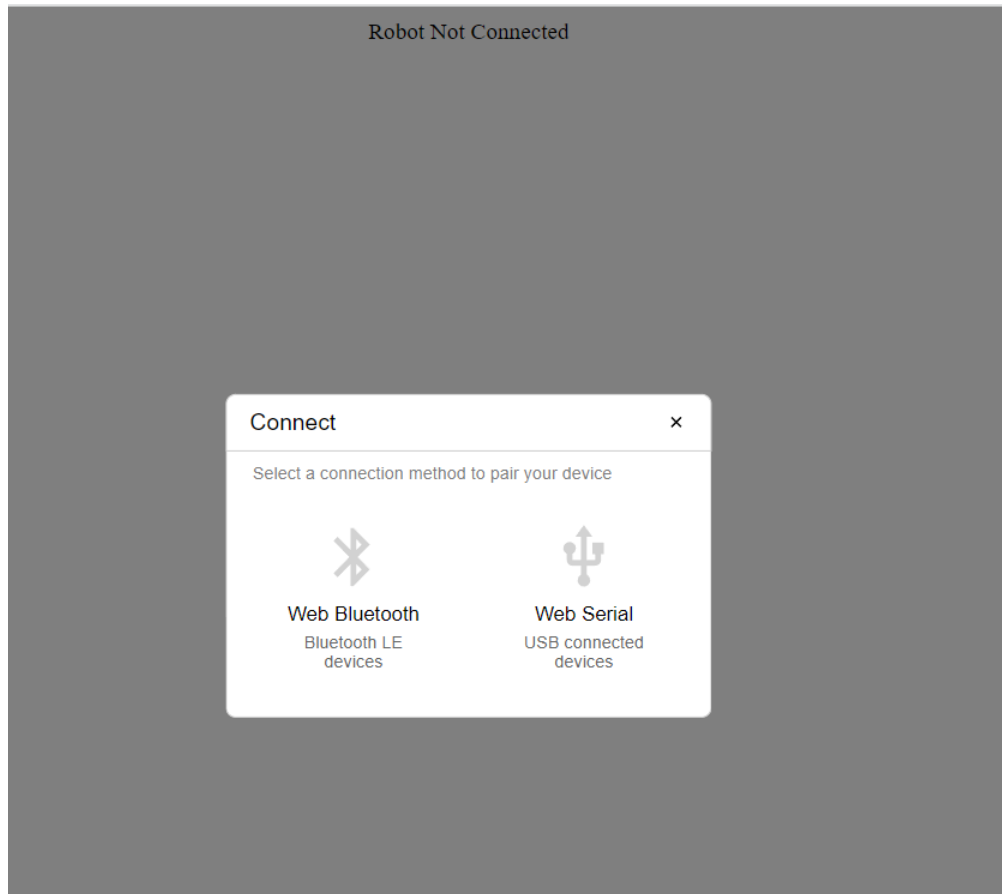 Robot Not Connected
Connect
Select a connection method to pair your device
Web Bluetooth
Bluetooth LE
devices
Web Serial
USB connected
devices